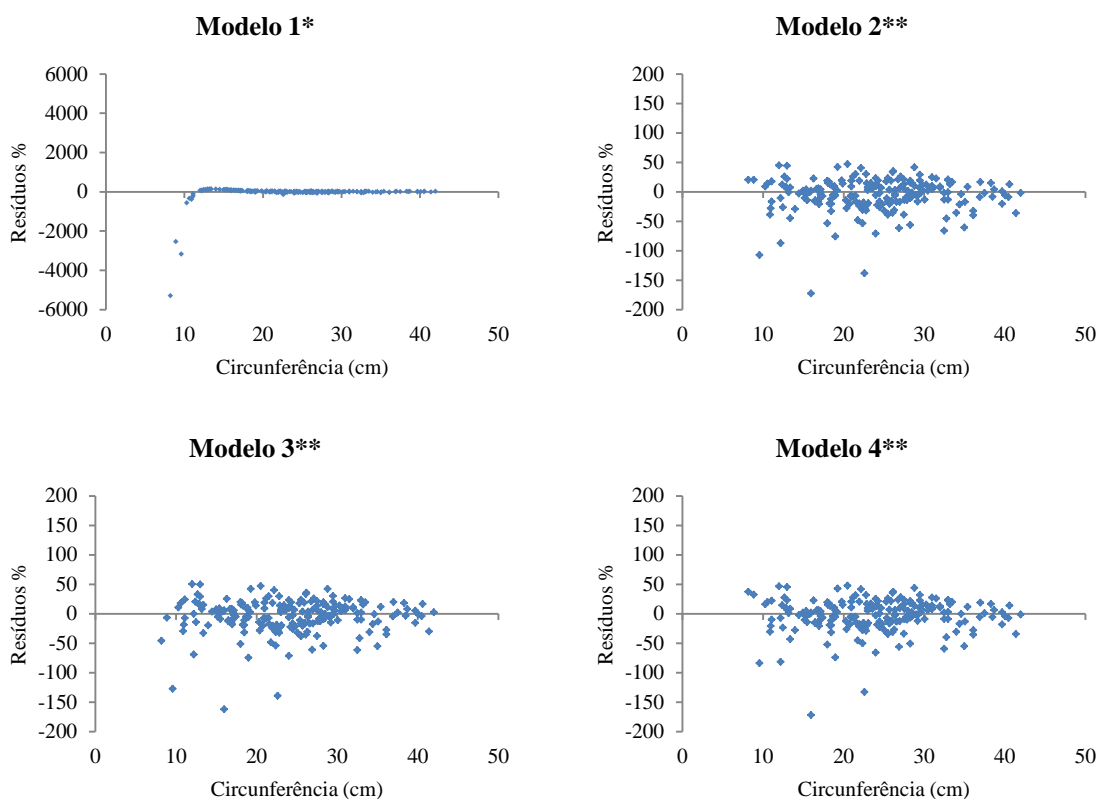 Modelo 1*
6000
4000
2000
0
-2000
-4000
-6000
0 10 20 30 40 50
Resíduos %
Circunferência (cm)
Modelo 2**
200
150
100
50
0
-50
-100
-150
-200
0 10 20 30 40 50
Resíduos %
Circunferência (cm)
Modelo 3**
200
150
100
50
0
-50
-100
-150
-200
0 10 20 30 40 50
Resíduos %
Circunferência (cm)
Modelo 4**
200
150
100
50
0
-50
-100
-150
-200
0 10 20 30 40 50
Resíduos %
Circunferência (cm)